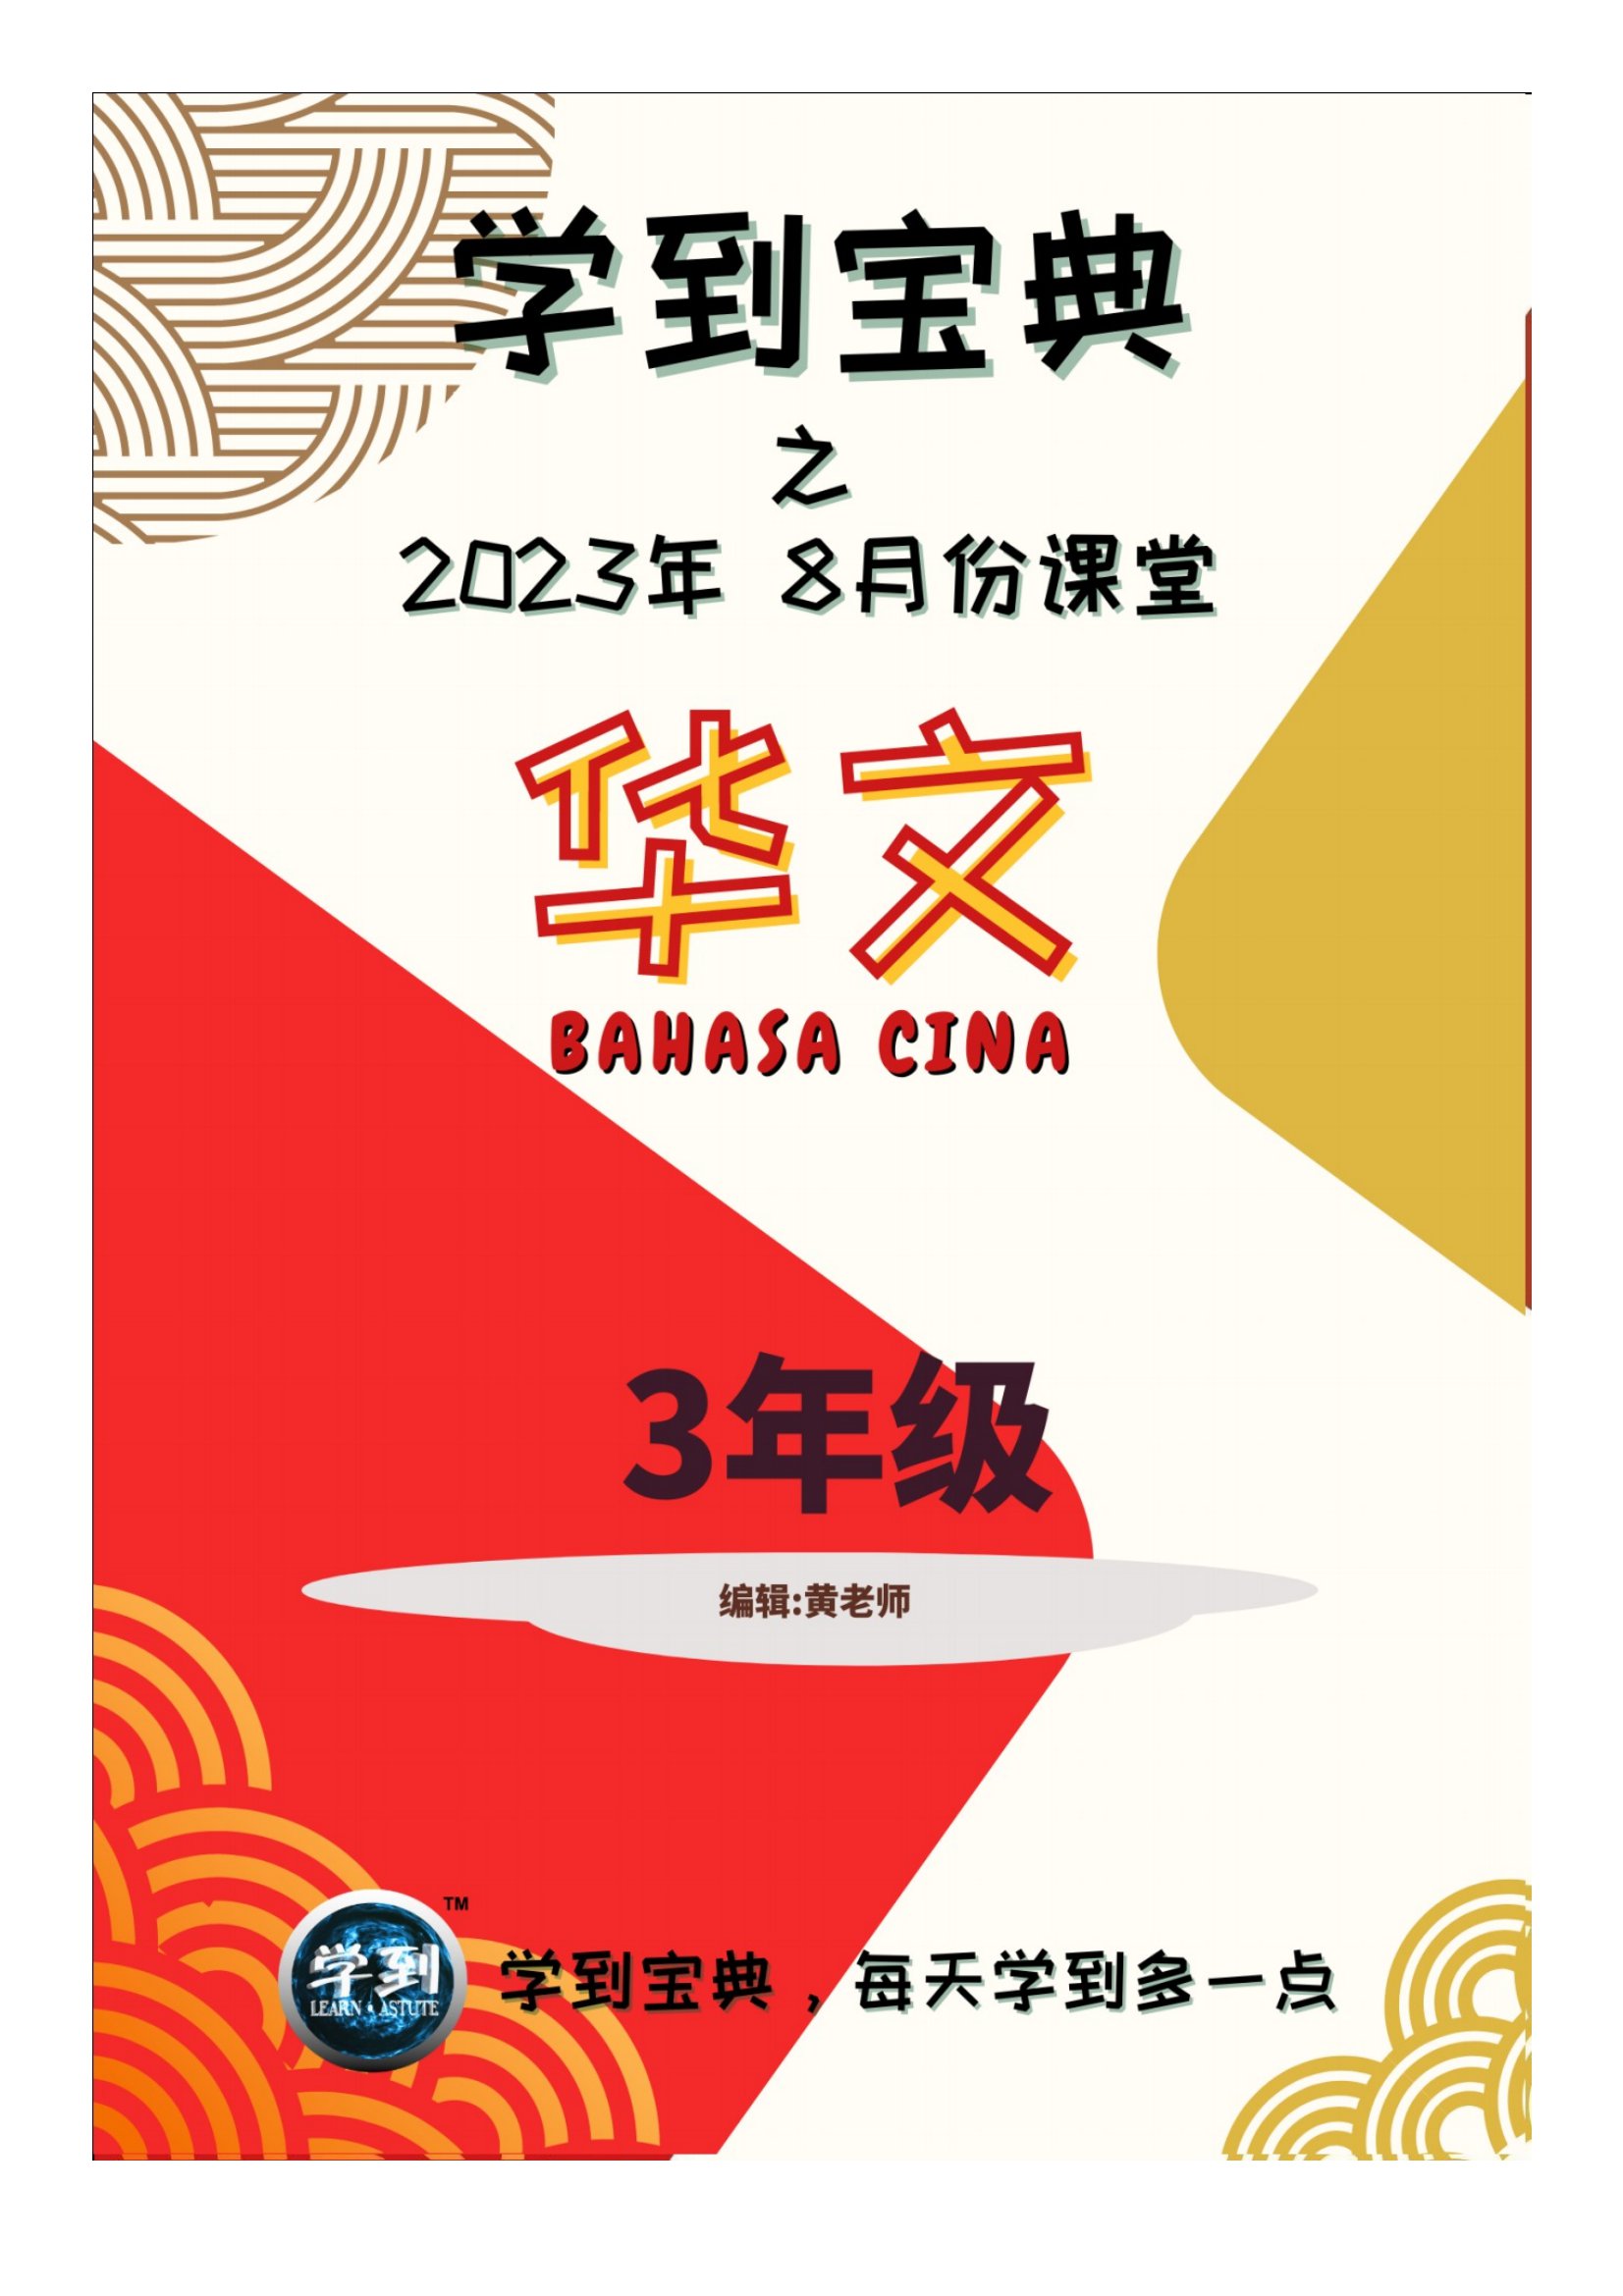 学到宝典
之
2023年 8月份课堂
华文
BAHASA CINA
3年级
编辑:黄老师
TM
学到
LEARN & ASTUTE
学到宝典，每天学到多一点